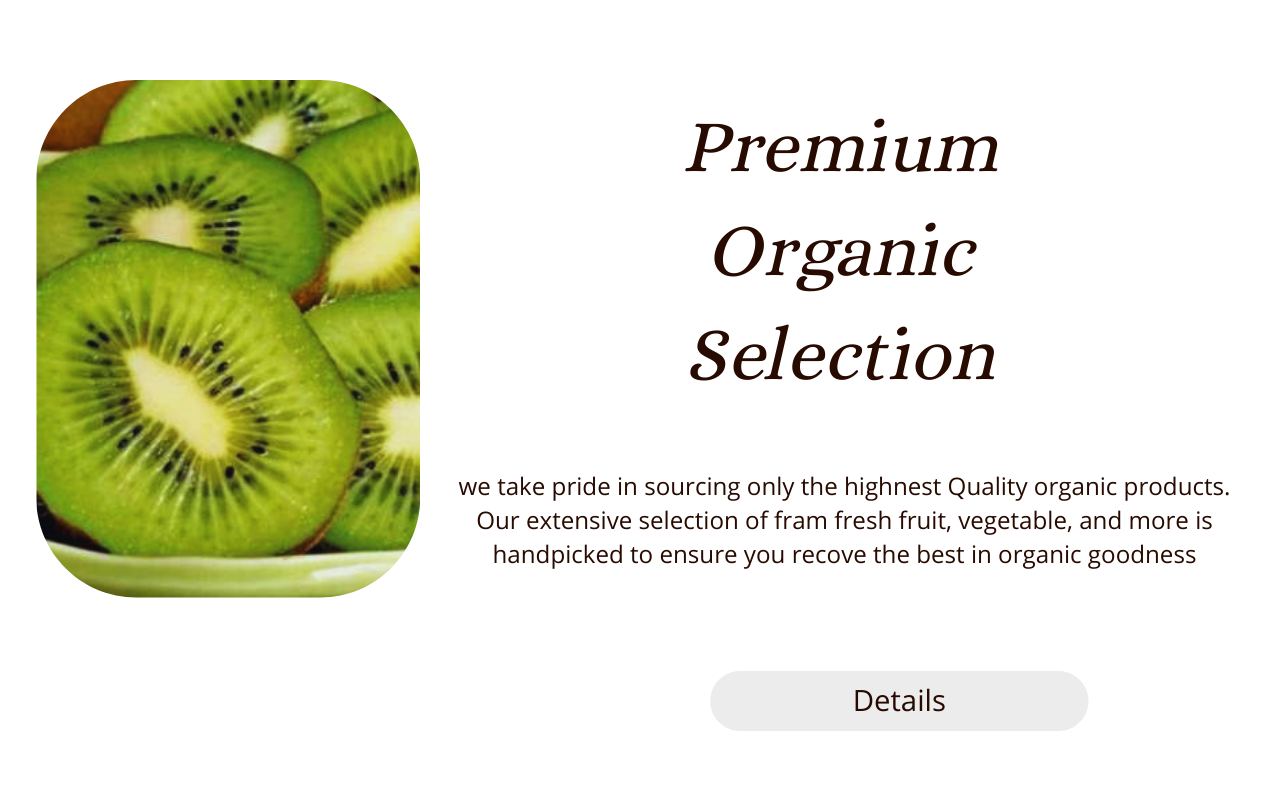 Premium
Organic
Selection
we take pride in sourcing only the highnest Quality organic products.
Our extensive selection of fram fresh fruit, vegetable, and more is
handpicked to ensure you recove the best in organic goodness
Details